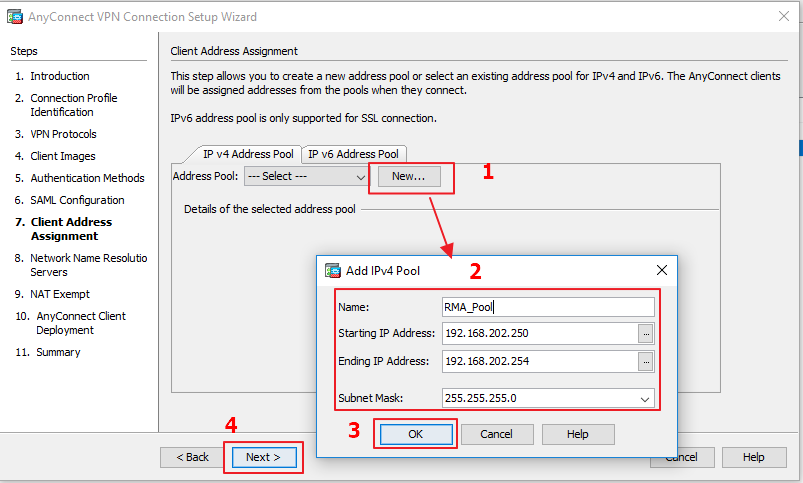 AnyConnect VPN Connection Setup Wizard
Steps
1. Introduction
2. Connection Profile
Identification
3. VPN Protocols
4. Client Images
5. Authentication Methods
6. SAML Configuration
7. Client Address
Assignment
8. Network Name Resolutio
Servers
9. NAT Exempt
10. AnyConnect Client
Deployment
11. Summary
Client Address Assignment
This step allows you to create a new address pool or select an existing address pool for IPv4 and IPv6. The AnyConnect clients
will be assigned addresses from the pools when they connect.
IPv6 address pool is only supported for SSL connection.
IP v4 Address Pool IP v6 Address Pool
Address Pool: --- Select --- New... 1
Details of the selected address pool
Add IPv4 Pool
2
Name: RMA_Pool
Starting IP Address: 192.168.202.250 ...
Ending IP Address: 192.168.202.254 ...
Subnet Mask: 255.255.255.0
3 OK Cancel Help
4
< Back Next > Cancel Help